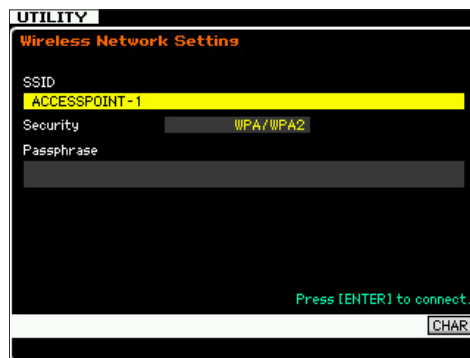 UTILITY
Wireless Network Setting
SSID
ACCESSPOINT-1
Security WPA/WPA2
Passphrase
Press [ENTER] to connect.
CHAR